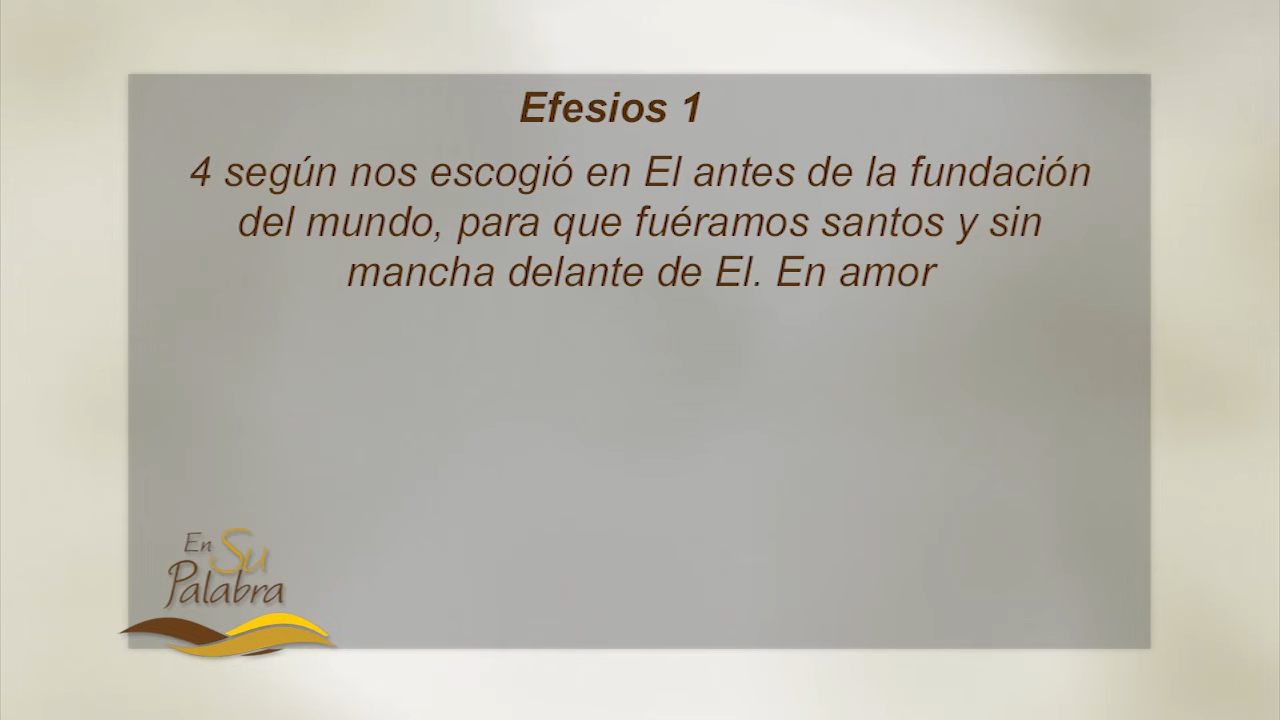 Efesios 1
4 según nos escogió en El antes de la fundación
del mundo, para que fuéramos santos y sin
mancha delante de El. En amor
En Su
Palabra